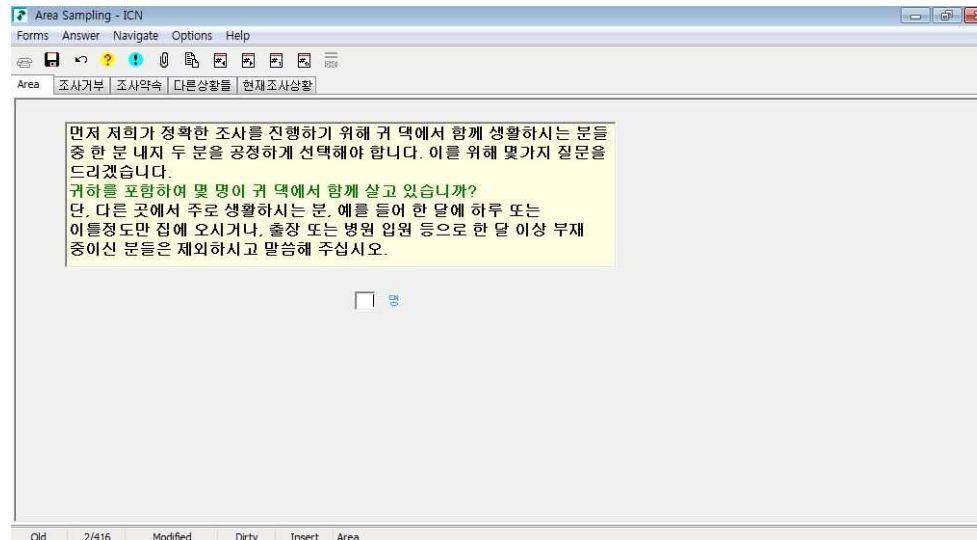 Area Sampling - ICN
Forms Answer Navigate Options Help
Area 조사거부 조사약속 다른상황들 현재조사상황
먼저 저희가 정확한 조사를 진행하기 위해 귀 댁에서 함께 생활하시는 분들
중 한 분 내지 두 분을 공정하게 선택해야 합니다. 이를 위해 몇가지 질문을
드리겠습니다.
귀하를 포함하여 몇 명이 귀 댁에서 함께 살고 있습니까?
단, 다른 곳에서 주로 생활하시는 분, 예를 들어 한 달에 하루 또는
이틀정도만 집에 오시거나, 출장 또는 병원 입원 등으로 한 달 이상 부재
중이신 분들은 제외하시고 말씀해 주십시오.
명
Old 2/416 Modified Dirty Insert Area